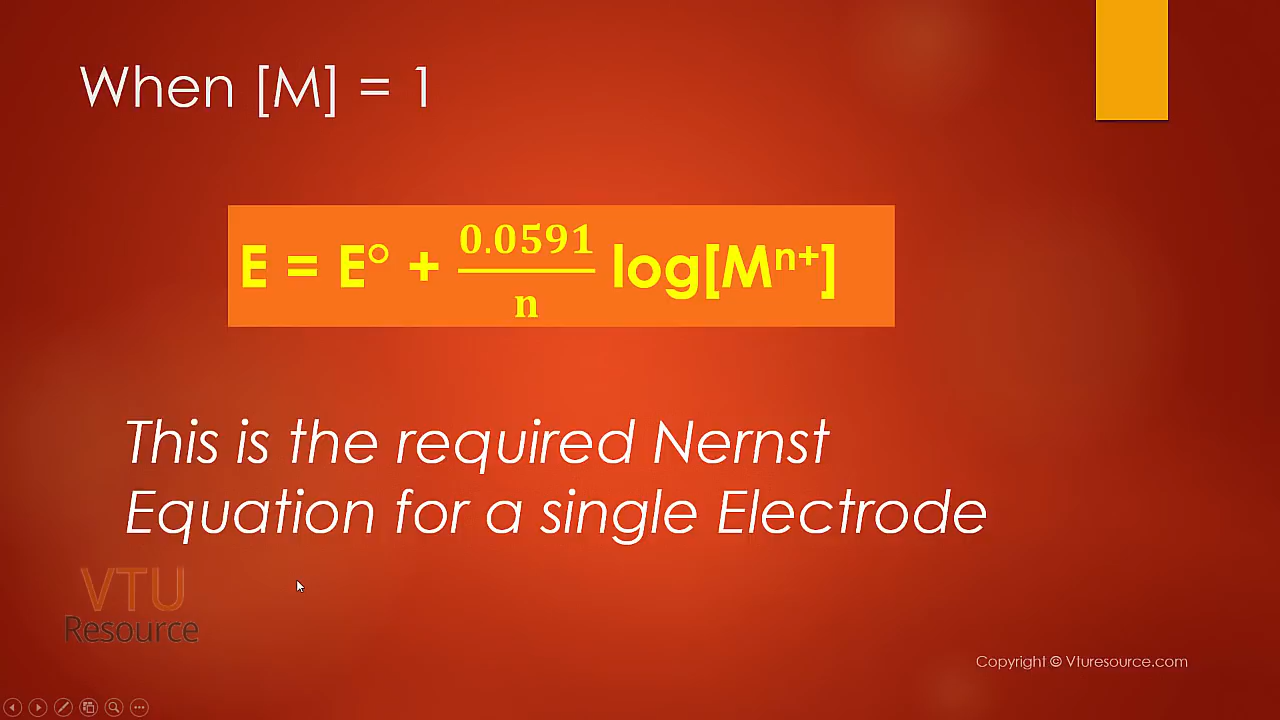 When [M] = 1
E = E° + 0.0591/n log[Mⁿ⁺]
This is the required Nernst
Equation for a single Electrode
VTU
Resource
Copyright © Vturesource.com